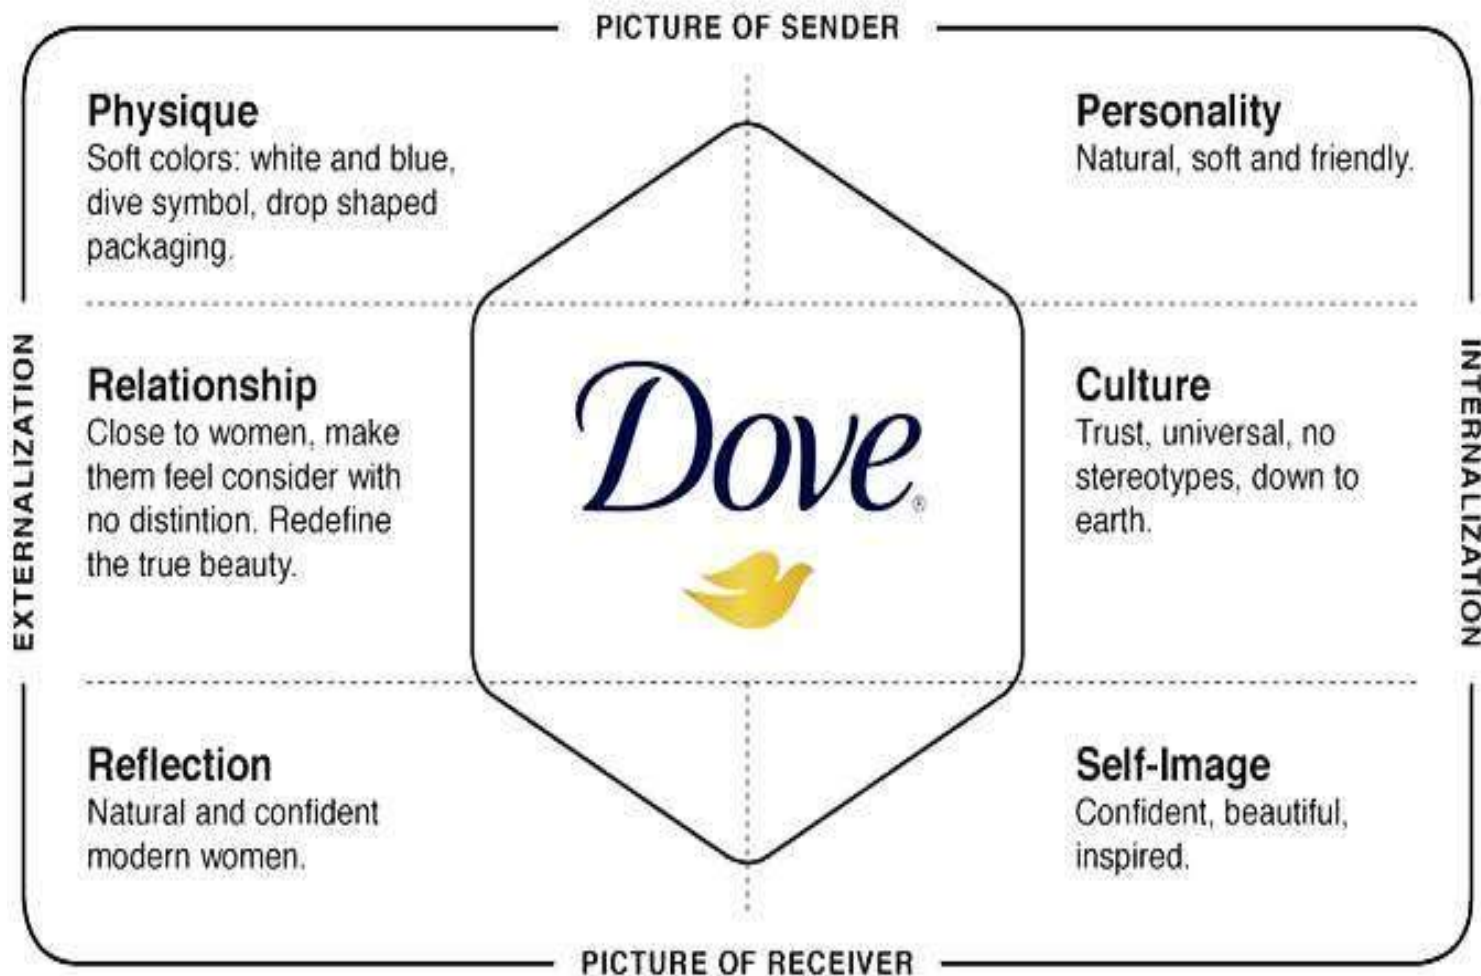 PICTURE OF SENDER
Physique
Soft colors: white and blue,
dive symbol, drop shaped
packaging.
Personality
Natural, soft and friendly.
EXTERNALIZATION
Relationship
Close to women, make
them feel consider with
no distintion. Redefine
the true beauty.
Dove®
Culture
Trust, universal, no
stereotypes, down to
earth.
INTERNALIZATION
Reflection
Natural and confident
modern women.
Self-Image
Confident, beautiful,
inspired.
PICTURE OF RECEIVER